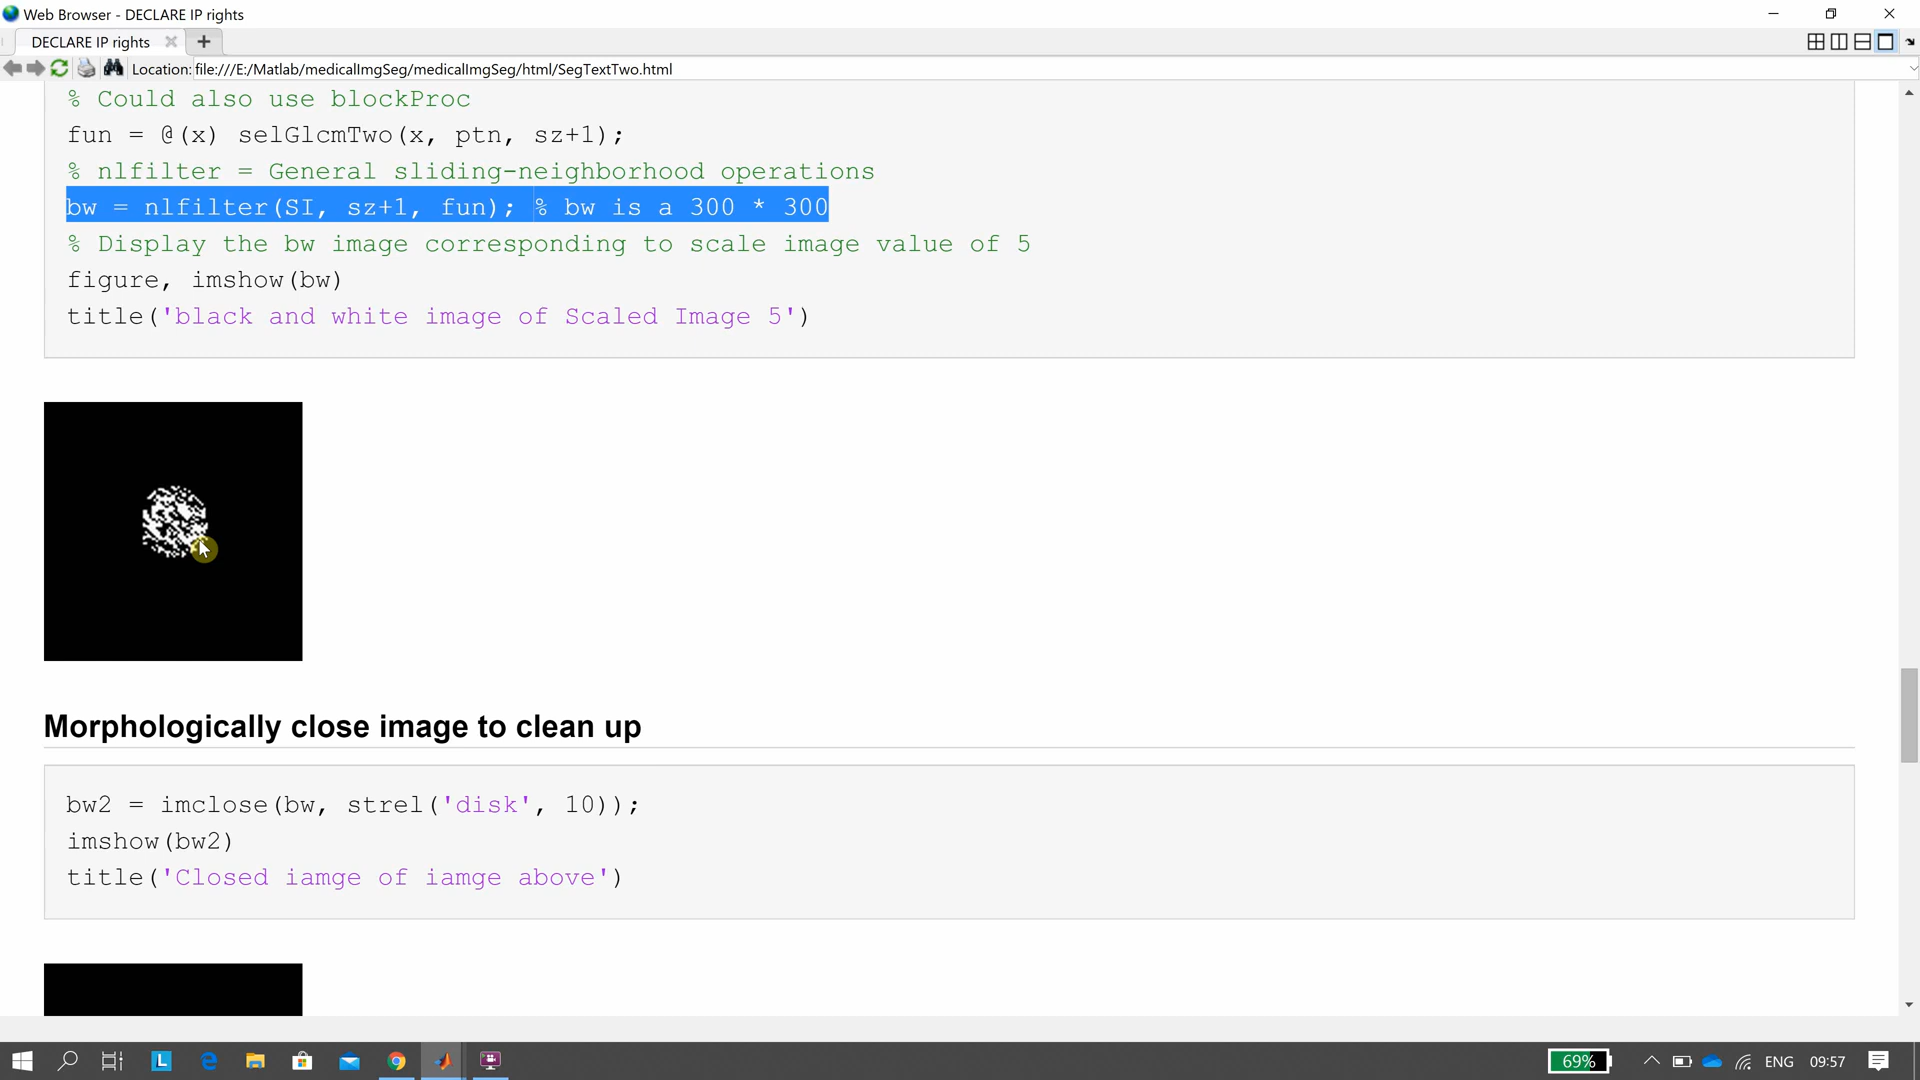 Web Browser - DECLARE IP rights
DECLARE IP rights
Location: file:///E:/Matlab/medicalImgSeg/medicalImgSeg/html/SegTextTwo.html
% Could also use blockProc
fun = @(x) selGlcmTwo(x, ptn, sz+1);
% nlfilter = General sliding-neighborhood operations
bw = nlfilter(SI, sz+1, fun); % bw is a 300 * 300
% Display the bw image corresponding to scale image value of 5
figure, imshow(bw)
title('black and white image of Scaled Image 5')
Morphologically close image to clean up
bw2 = imclose(bw, strel('disk', 10));
imshow(bw2)
title('Closed iamge of iamge above')
69% ENG 09:57